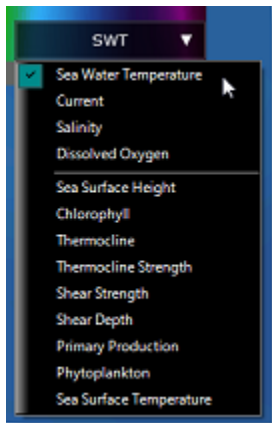 SWT
Sea Water Temperature
Current
Salinity
Dissolved Oxygen
Sea Surface Height
Chlorophyll
Thermocline
Thermocline Strength
Shear Strength
Shear Depth
Primary Production
Phytoplankton
Sea Surface Temperature